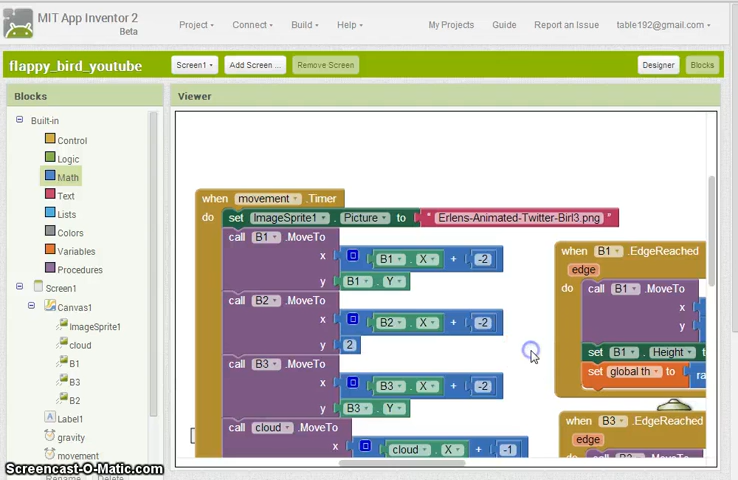 MIT App Inventor 2
Beta
Project Connect Build Help My Projects Guide Report an Issue table192@gmail.com
flappy_bird_youtube Screen1 Add Screen ... Remove Screen Designer Blocks
Blocks Viewer
Built-in
Control
Logic
Math
Text
Lists
Colors
Variables
Procedures
Screen1
Canvas1
ImageSprite1
cloud
B1
B3
B2
Label1
gravity
movement
Rename
when movement .Timer
do set ImageSprite1 . Picture to " Erlens-Animated-Twitter-Birl3.png "
call B1 .MoveTo
x B1 . X + -2
y B1 . Y
call B2 .MoveTo
x B2 . X + -2
y 2
call B3 .MoveTo
x B3 . X + -2
y B3 . Y
call cloud .MoveTo
x cloud . X + -1
when B1 .EdgeReached
edge
do call B1 .MoveTo
x
y
set B1 . Height t
set global th to ra
when B3 .EdgeReached
edge
Screencast-O-Matic.com